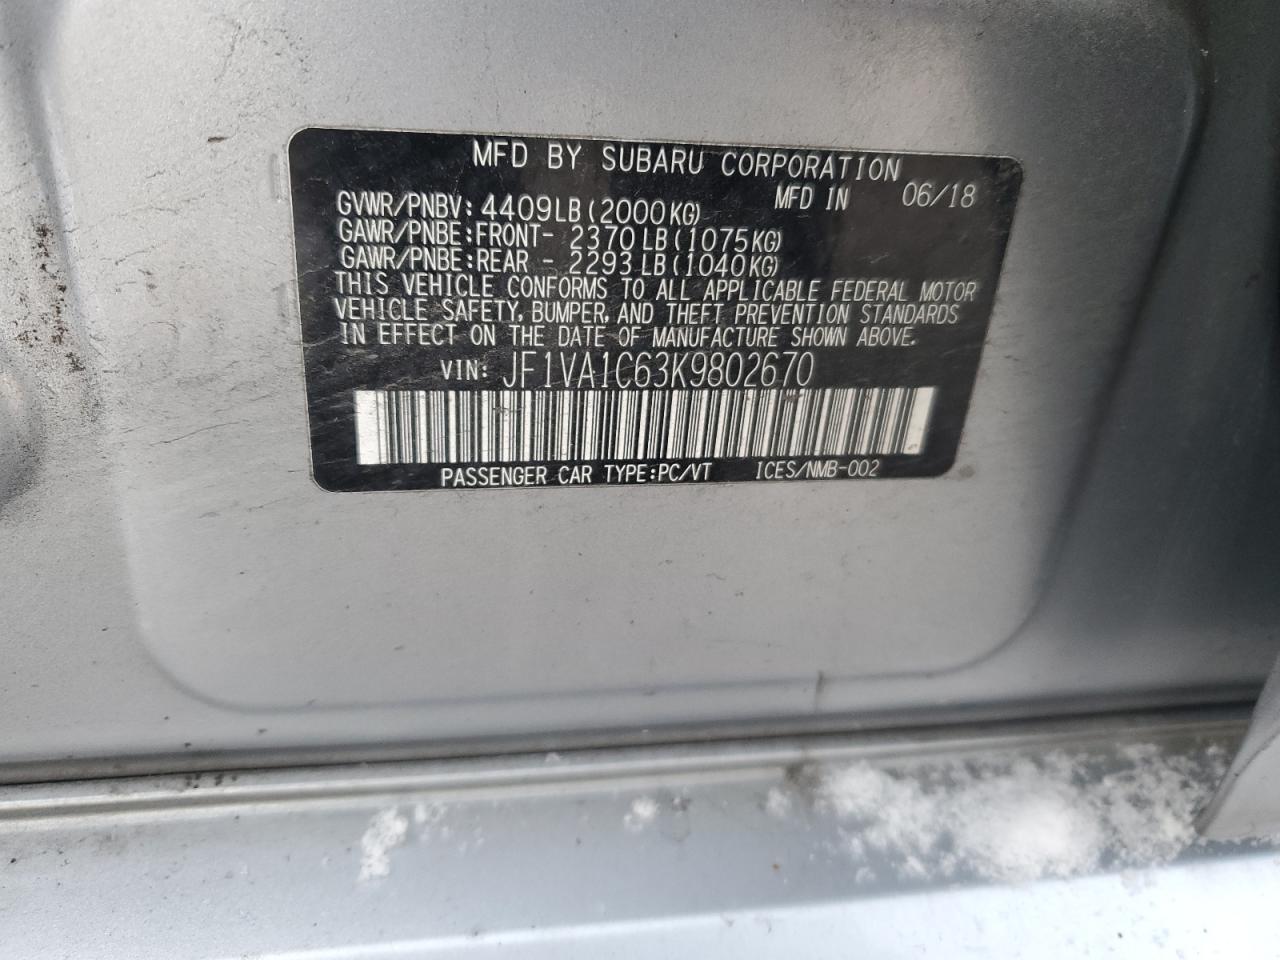 MFD BY SUBARU CORPORATION
MFD IN 06/18
GVWR/PNBV:4409LB(2000KG)
GAWR/PNBE:FRONT- 2370LB(1075KG)
GAWR/PNBE:REAR - 2293LB(1040KG)
THIS VEHICLE CONFORMS TO ALL APPLICABLE FEDERAL MOTOR
VEHICLE SAFETY, BUMPER, AND THEFT PREVENTION STANDARDS
IN EFFECT ON THE DATE OF MANUFACTURE SHOWN ABOVE.
VIN: JF1VA1C63K9802670
PASSENGER CAR TYPE:PC/VT ICES/NMB-002